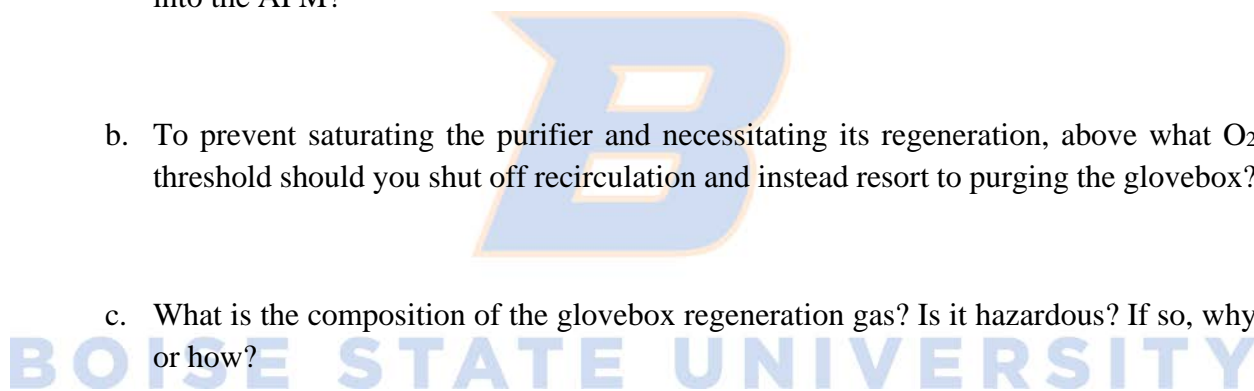 into the AFM?
b. To prevent saturating the purifier and necessitating its regeneration, above what O₂
threshold should you shut off recirculation and instead resort to purging the glovebox?
c. What is the composition of the glovebox regeneration gas? Is it hazardous? If so, why
or how?
B
BOISE STATE UNIVERSITY